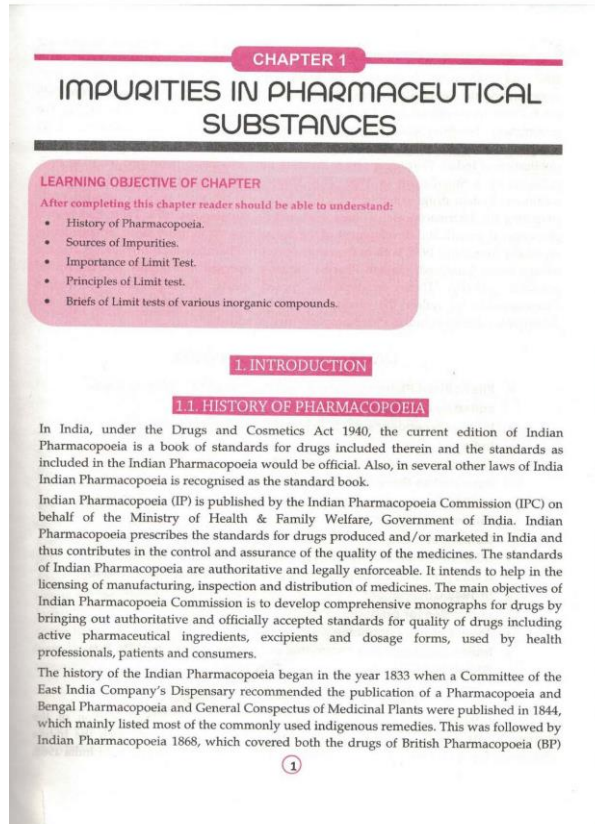 CHAPTER 1
IMPURITIES IN PHARMACEUTICAL
SUBSTANCES
LEARNING OBJECTIVE OF CHAPTER
After completing this chapter reader should be able to understand:
• History of Pharmacopoeia.
• Sources of Impurities.
• Importance of Limit Test.
• Principles of Limit test.
• Briefs of Limit tests of various inorganic compounds.
1. INTRODUCTION
1.1. HISTORY OF PHARMACOPOEIA
In India, under the Drugs and Cosmetics Act 1940, the current edition of Indian
Pharmacopoeia is a book of standards for drugs included therein and the standards as
included in the Indian Pharmacopoeia would be official. Also, in several other laws of India
Indian Pharmacopoeia is recognised as the standard book.
Indian Pharmacopoeia (IP) is published by the Indian Pharmacopoeia Commission (IPC) on
behalf of the Ministry of Health & Family Welfare, Government of India. Indian
Pharmacopoeia prescribes the standards for drugs produced and/or marketed in India and
thus contributes in the control and assurance of the quality of the medicines. The standards
of Indian Pharmacopoeia are authoritative and legally enforceable. It intends to help in the
licensing of manufacturing, inspection and distribution of medicines. The main objectives of
Indian Pharmacopoeia Commission is to develop comprehensive monographs for drugs by
bringing out authoritative and officially accepted standards for quality of drugs including
active pharmaceutical ingredients, excipients and dosage forms, used by health
professionals, patients and consumers.
The history of the Indian Pharmacopoeia began in the year 1833 when a Committee of the
East India Company's Dispensary recommended the publication of a Pharmacopoeia and
Bengal Pharmacopoeia and General Conspectus of Medicinal Plants were published in 1844,
which mainly listed most of the commonly used indigenous remedies. This was followed by
Indian Pharmacopoeia 1868, which covered both the drugs of British Pharmacopoeia (BP)
1